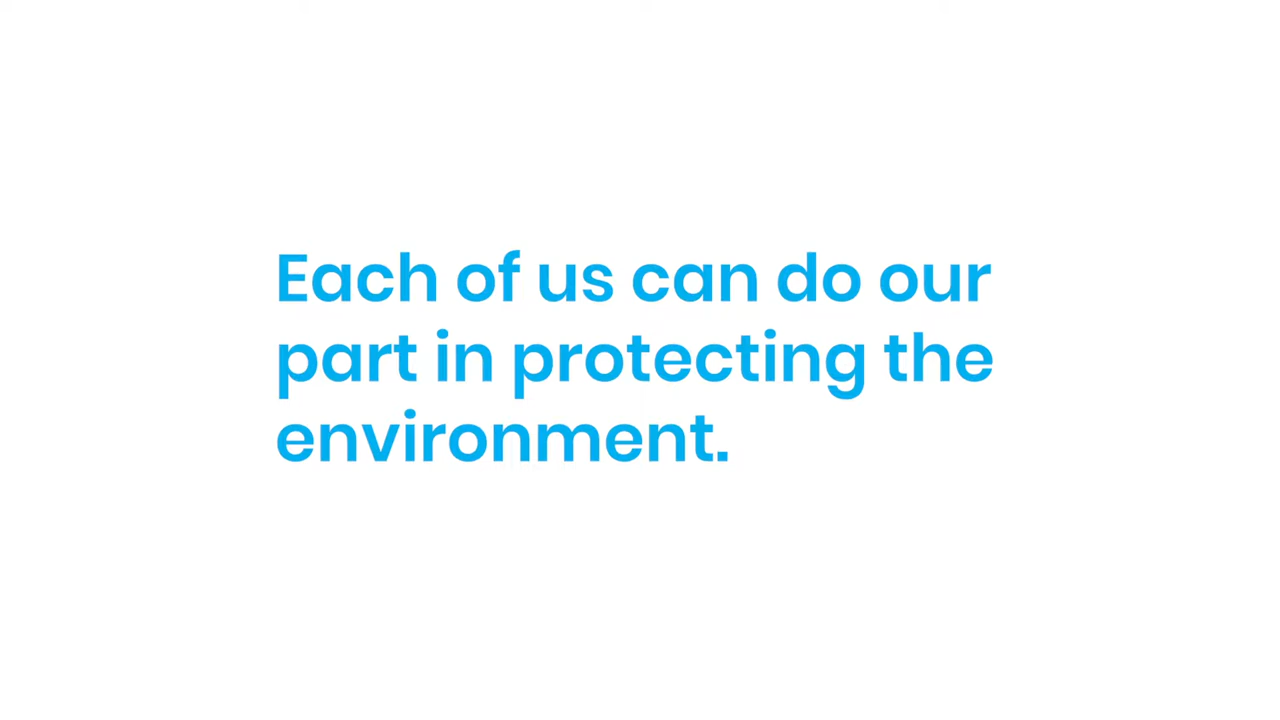 Each of us can do our
part in protecting the
environment.